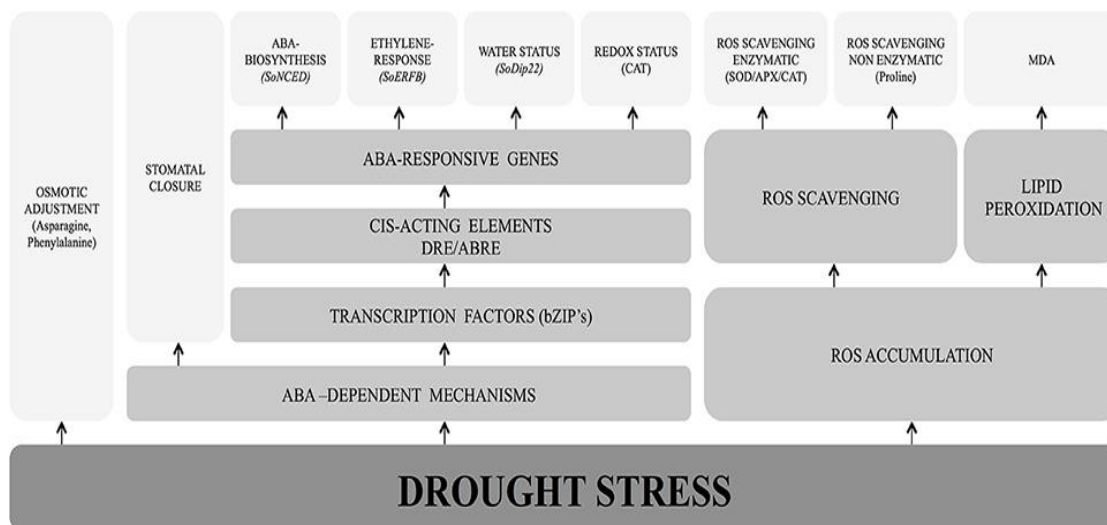 OSMOTIC
ADJUSTMENT
(Asparagine,
Phenylalanine)
STOMATAL
CLOSURE
ABA-
BIOSYNTHESIS
(SoNCED)
ETHYLENE-
RESPONSE
(SoERFB)
WATER STATUS
(SoDip22)
REDOX STATUS
(CAT)
ROS SCAVENGING
ENZYMATIC
(SOD/APX/CAT)
ROS SCAVENGING
NON ENZYMATIC
(Proline)
MDA
ABA-RESPONSIVE GENES
CIS-ACTING ELEMENTS
DRE/ABRE
TRANSCRIPTION FACTORS (bZIP's)
ABA –DEPENDENT MECHANISMS
ROS SCAVENGING
LIPID
PEROXIDATION
ROS ACCUMULATION
DROUGHT STRESS